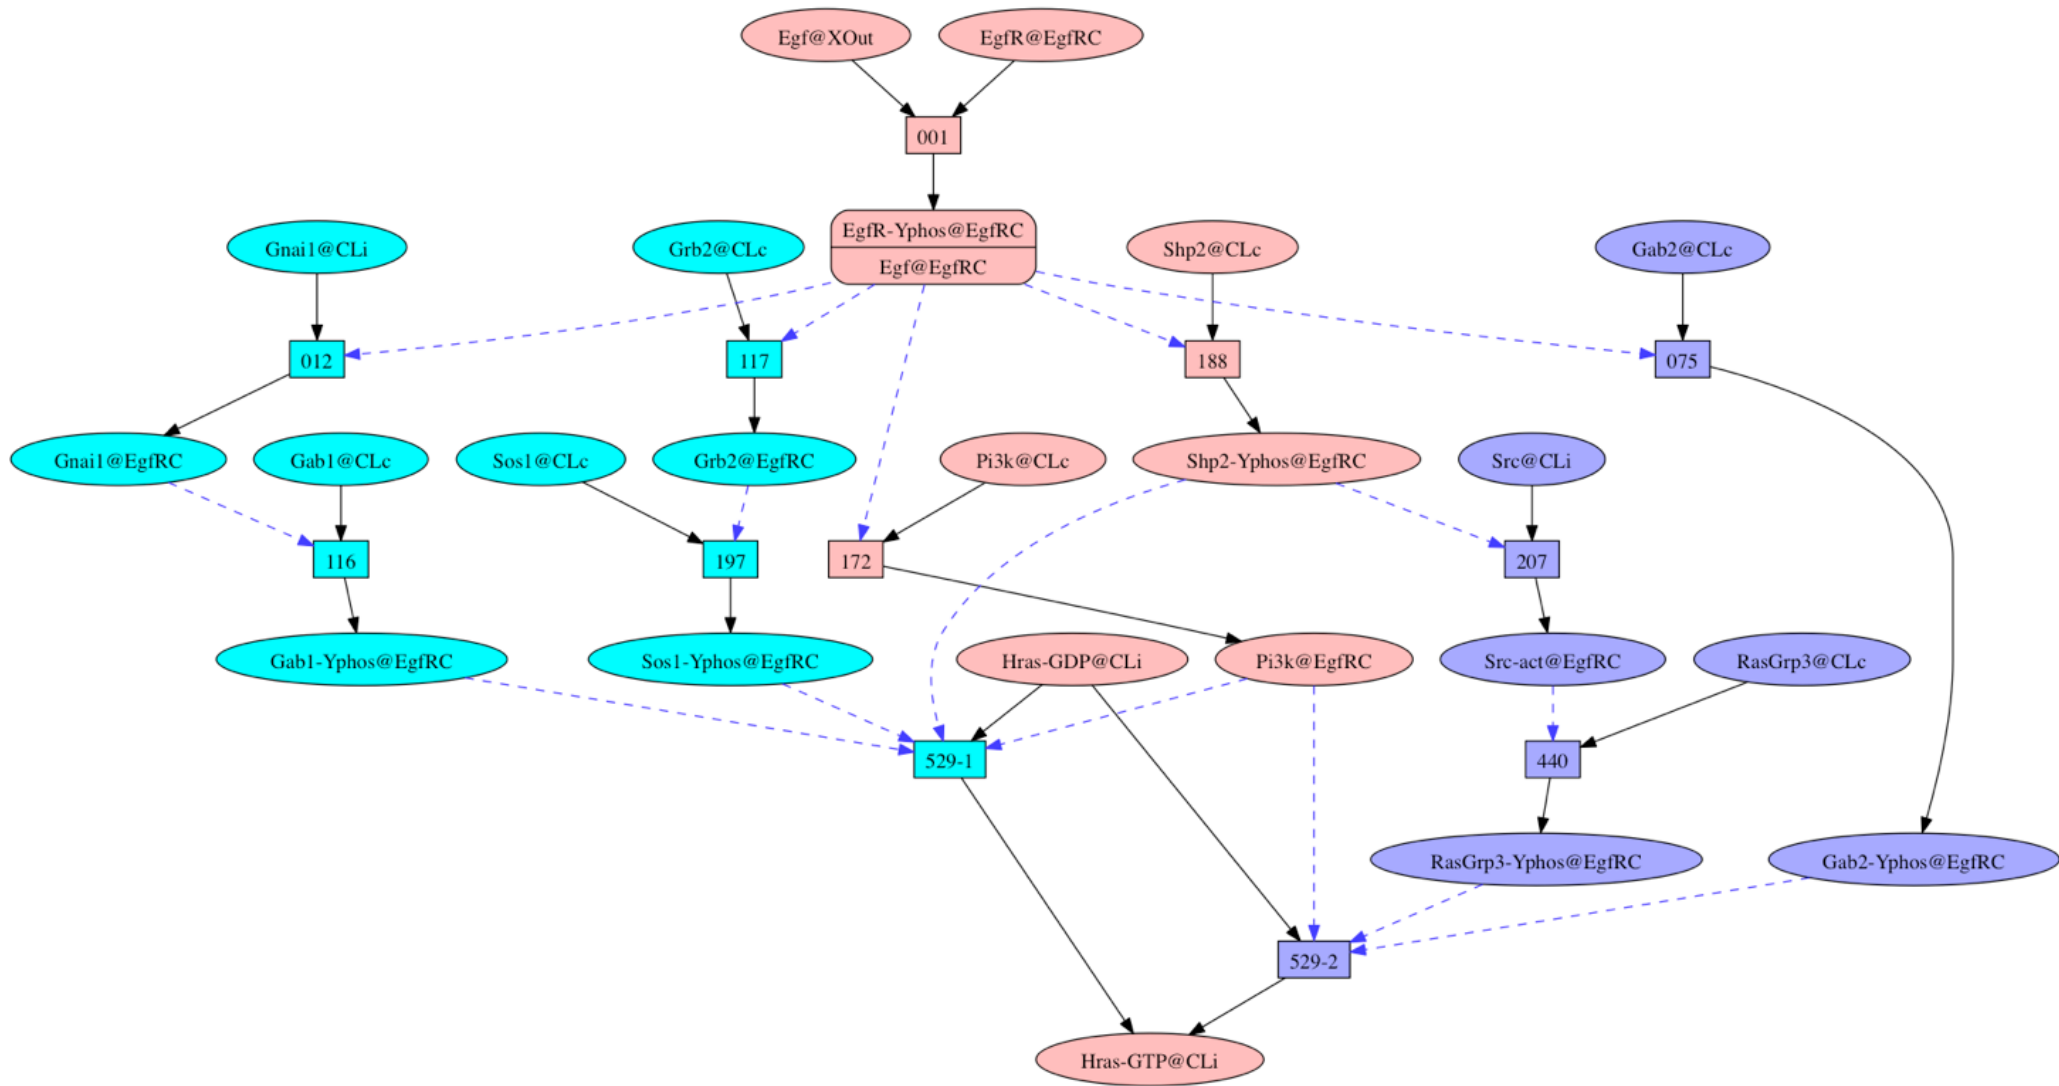 Egf@XOut
EgfR@EgfRC
001
Gnai1@CLi
Grb2@CLc
EgfR-Yphos@EgfRC
Egf@EgfRC
Shp2@CLc
Gab2@CLc
012
117
188
075
Gnai1@EgfRC
Gab1@CLc
Sos1@CLc
Grb2@EgfRC
Pi3k@CLc
Shp2-Yphos@EgfRC
Src@CLi
116
197
172
207
Gab1-Yphos@EgfRC
Sos1-Yphos@EgfRC
Hras-GDP@CLi
Pi3k@EgfRC
Src-act@EgfRC
RasGrp3@CLc
529-1
440
RasGrp3-Yphos@EgfRC
Gab2-Yphos@EgfRC
529-2
Hras-GTP@CLi